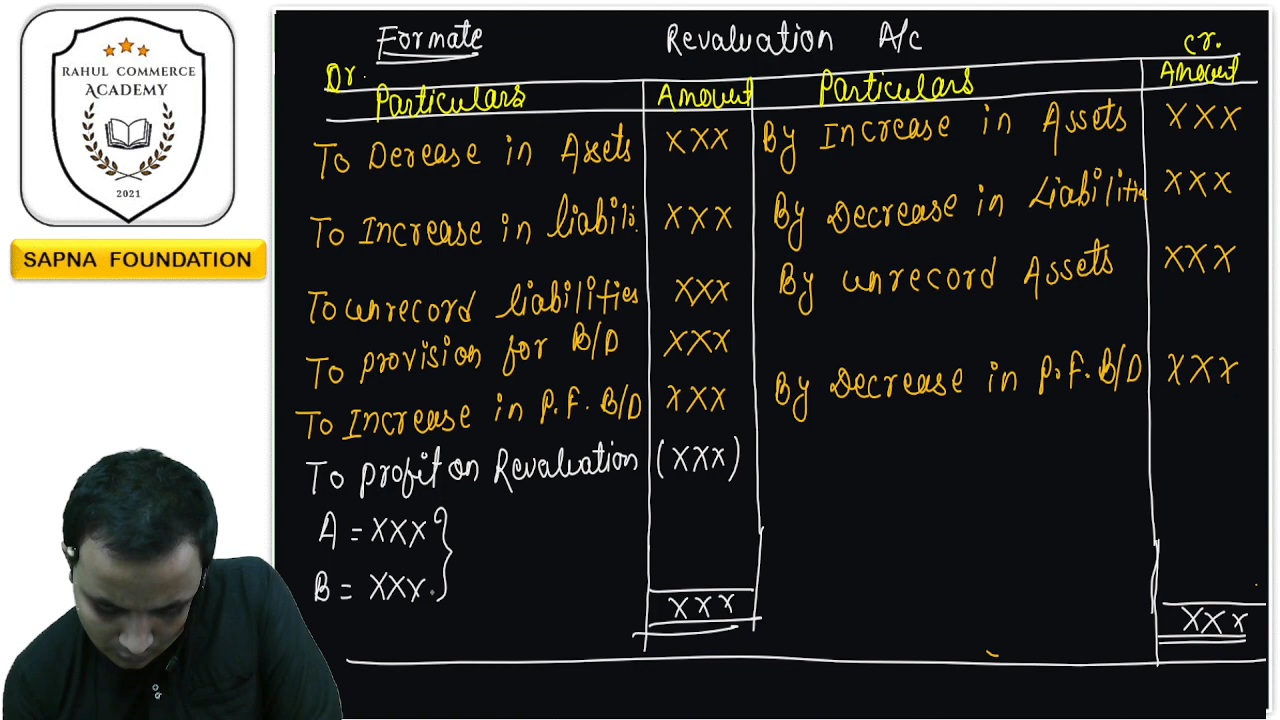 RAHUL COMMERCE
ACADEMY
2021
SAPNA FOUNDATION
Formate Revaluation A/c
Dr. Cr.
Particulars Amount Particulars Amount
To Derease in Assets XXX By Increase in Assets XXX
To Increase in liabili. XXX By Decrease in Liabilities XXX
To unrecord liabilities XXX By unrecord Assets XXX
To provision for B/D XXX
To Increase in P.F. B/D XXX By Decrease in P.F. B/D XXX
To profit on Revaluation (XXX)
A = XXX
B = XXX.
XXX XXX